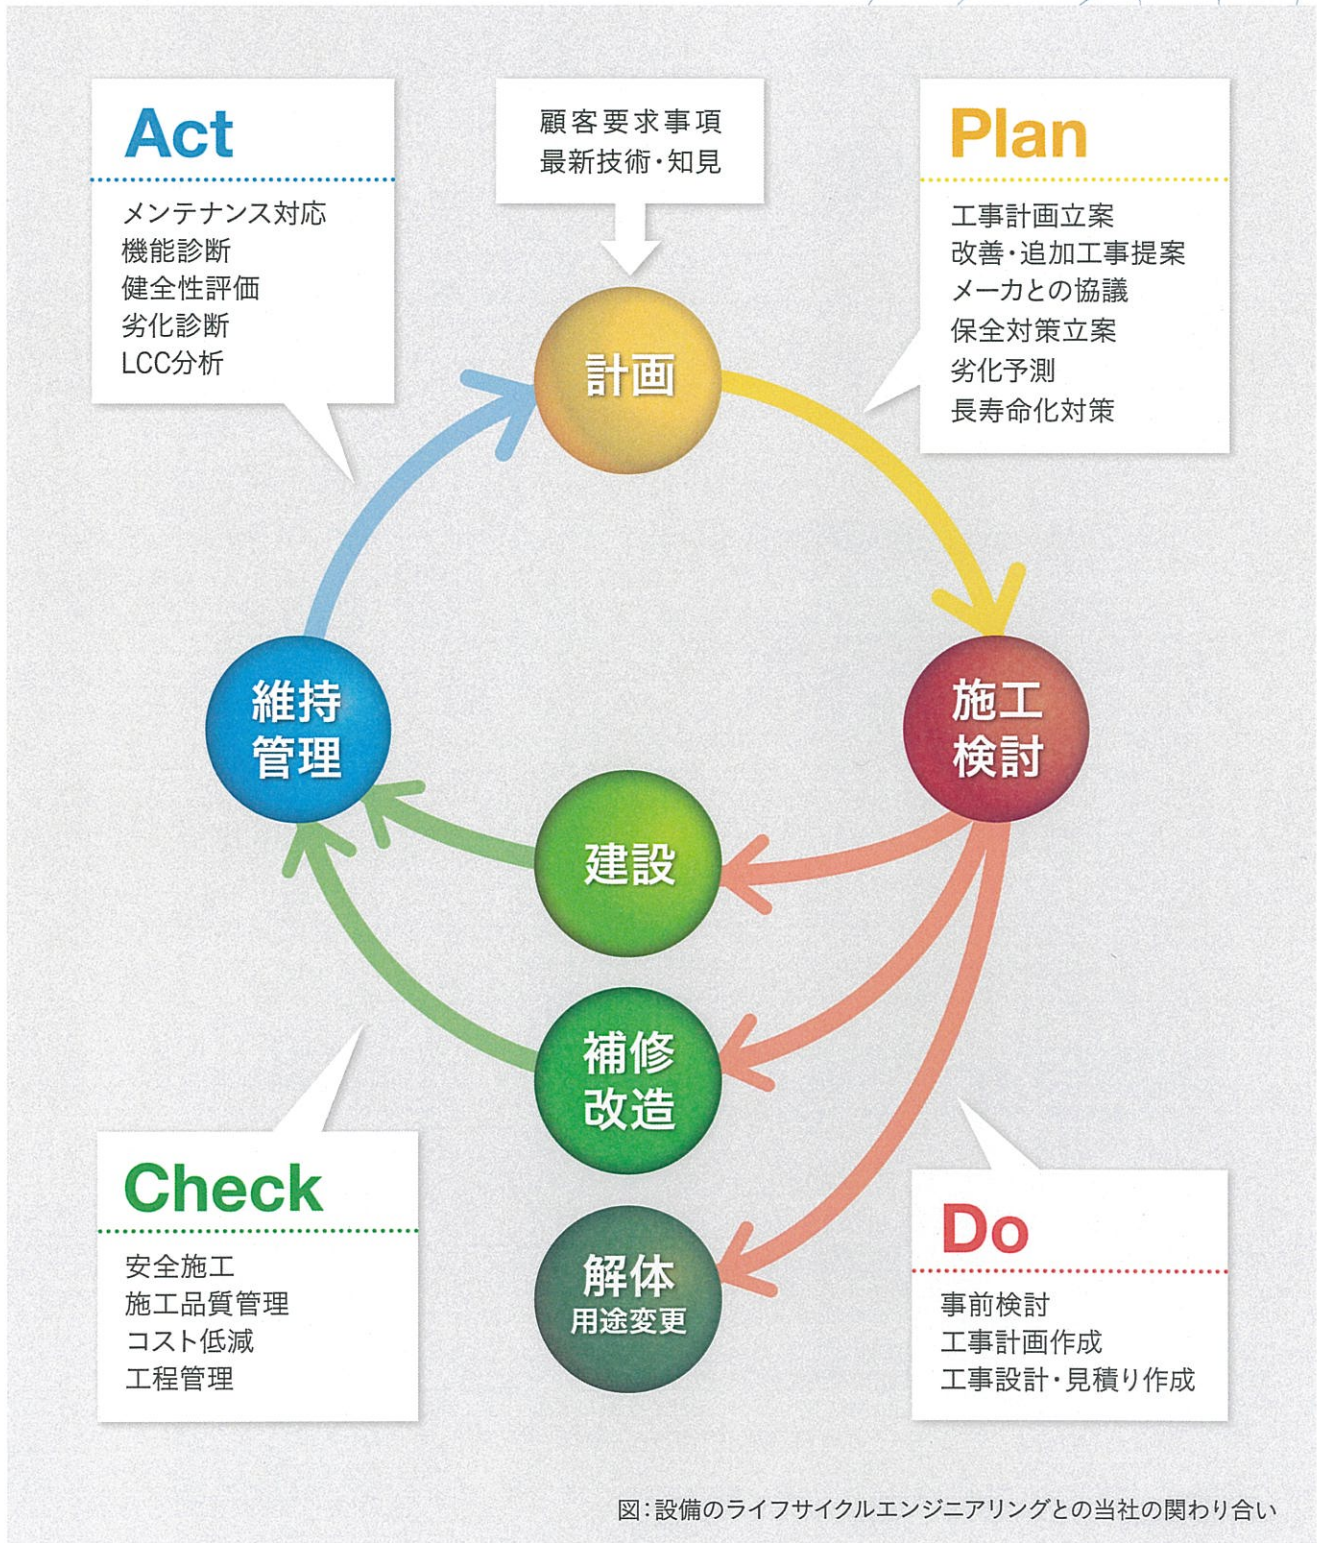 Act
メンテナンス対応
機能診断
健全性評価
劣化診断
LCC分析
顧客要求事項
最新技術・知見
Plan
工事計画立案
改善・追加工事提案
メーカとの協議
保全対策立案
劣化予測
長寿命化対策
計画
維持
管理
施工
検討
建設
補修
改造
解体
用途変更
Check
安全施工
施工品質管理
コスト低減
工程管理
Do
事前検討
工事計画作成
工事設計・見積り作成
図:設備のライフサイクルエンジニアリングとの当社の関わり合い